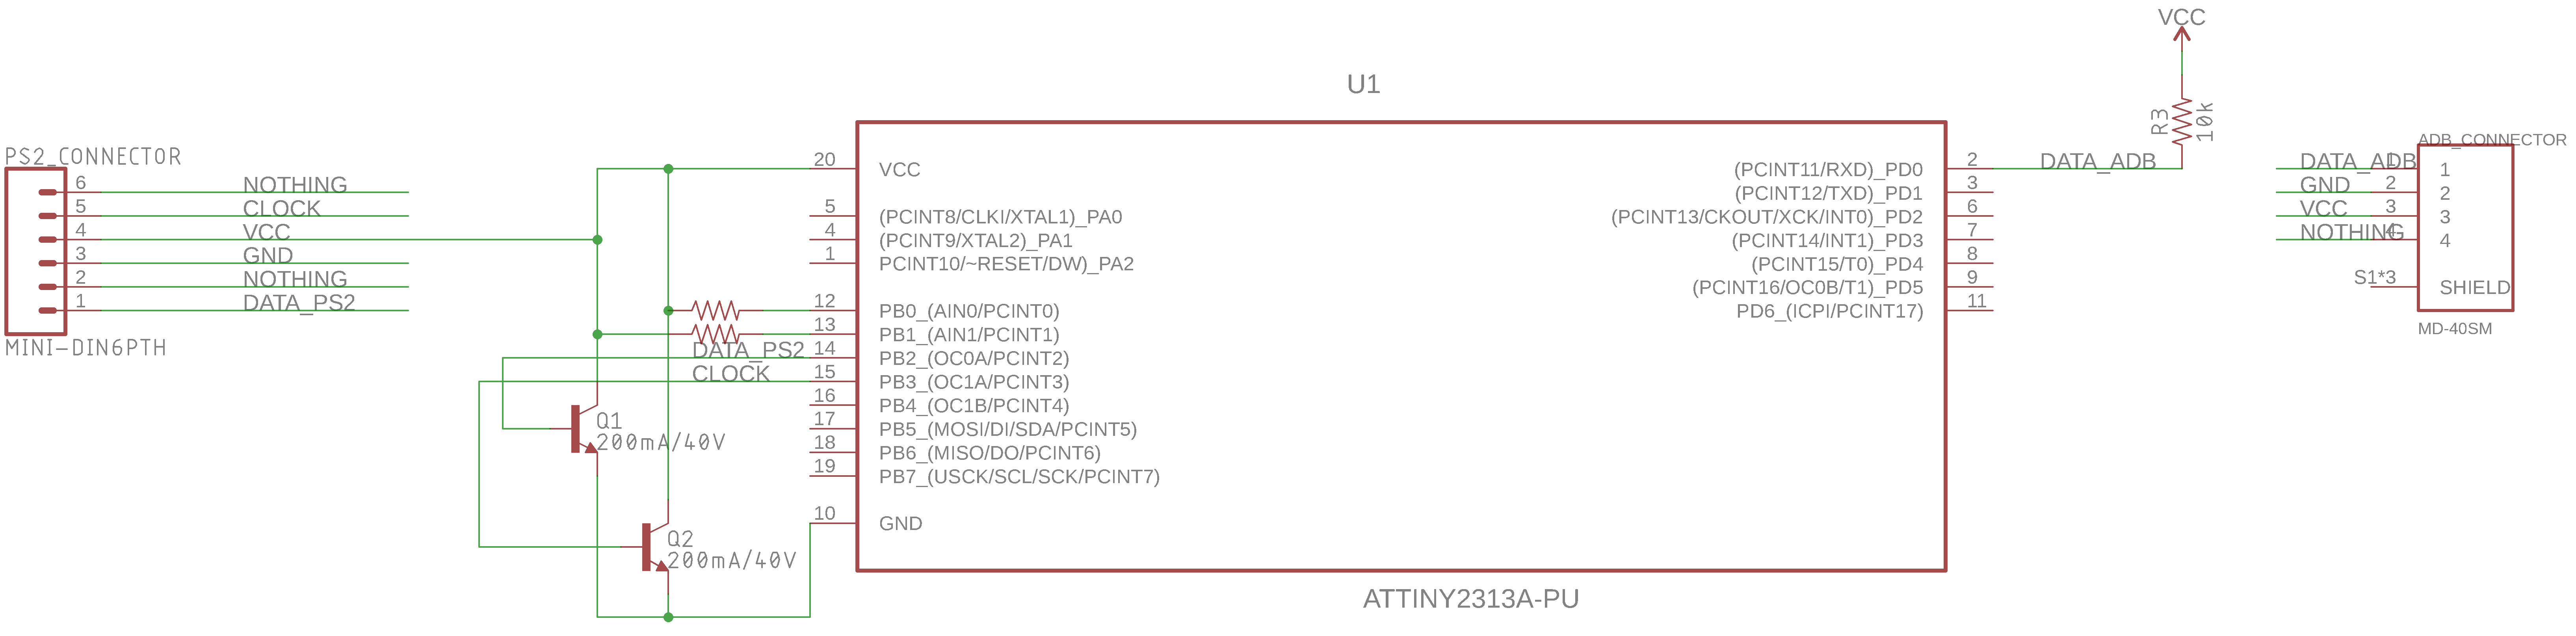 PS2_CONNECTOR
6 NOTHING
5 CLOCK
4 VCC
3 GND
2 NOTHING
1 DATA_PS2
MINI-DIN6PTH
Q1
200mA/40V
Q2
200mA/40V
DATA_PS2
CLOCK
U1
20 VCC
5 (PCINT8/CLKI/XTAL1)_PA0
4 (PCINT9/XTAL2)_PA1
1 PCINT10/~RESET/DW)_PA2
12 PB0_(AIN0/PCINT0)
13 PB1_(AIN1/PCINT1)
14 PB2_(OC0A/PCINT2)
15 PB3_(OC1A/PCINT3)
16 PB4_(OC1B/PCINT4)
17 PB5_(MOSI/DI/SDA/PCINT5)
18 PB6_(MISO/DO/PCINT6)
19 PB7_(USCK/SCL/SCK/PCINT7)
10 GND
(PCINT11/RXD)_PD0 2
(PCINT12/TXD)_PD1 3
(PCINT13/CKOUT/XCK/INT0)_PD2 6
(PCINT14/INT1)_PD3 7
(PCINT15/T0)_PD4 8
(PCINT16/OC0B/T1)_PD5 9
PD6_(ICPI/PCINT17) 11
ATTINY2313A-PU
DATA_ADB
VCC
R3
10k
ADB_CONNECTOR
DATA_ADB 1 1
GND 2 2
VCC 3 3
NOTHING 4 4
S1*3 SHIELD
MD-40SM